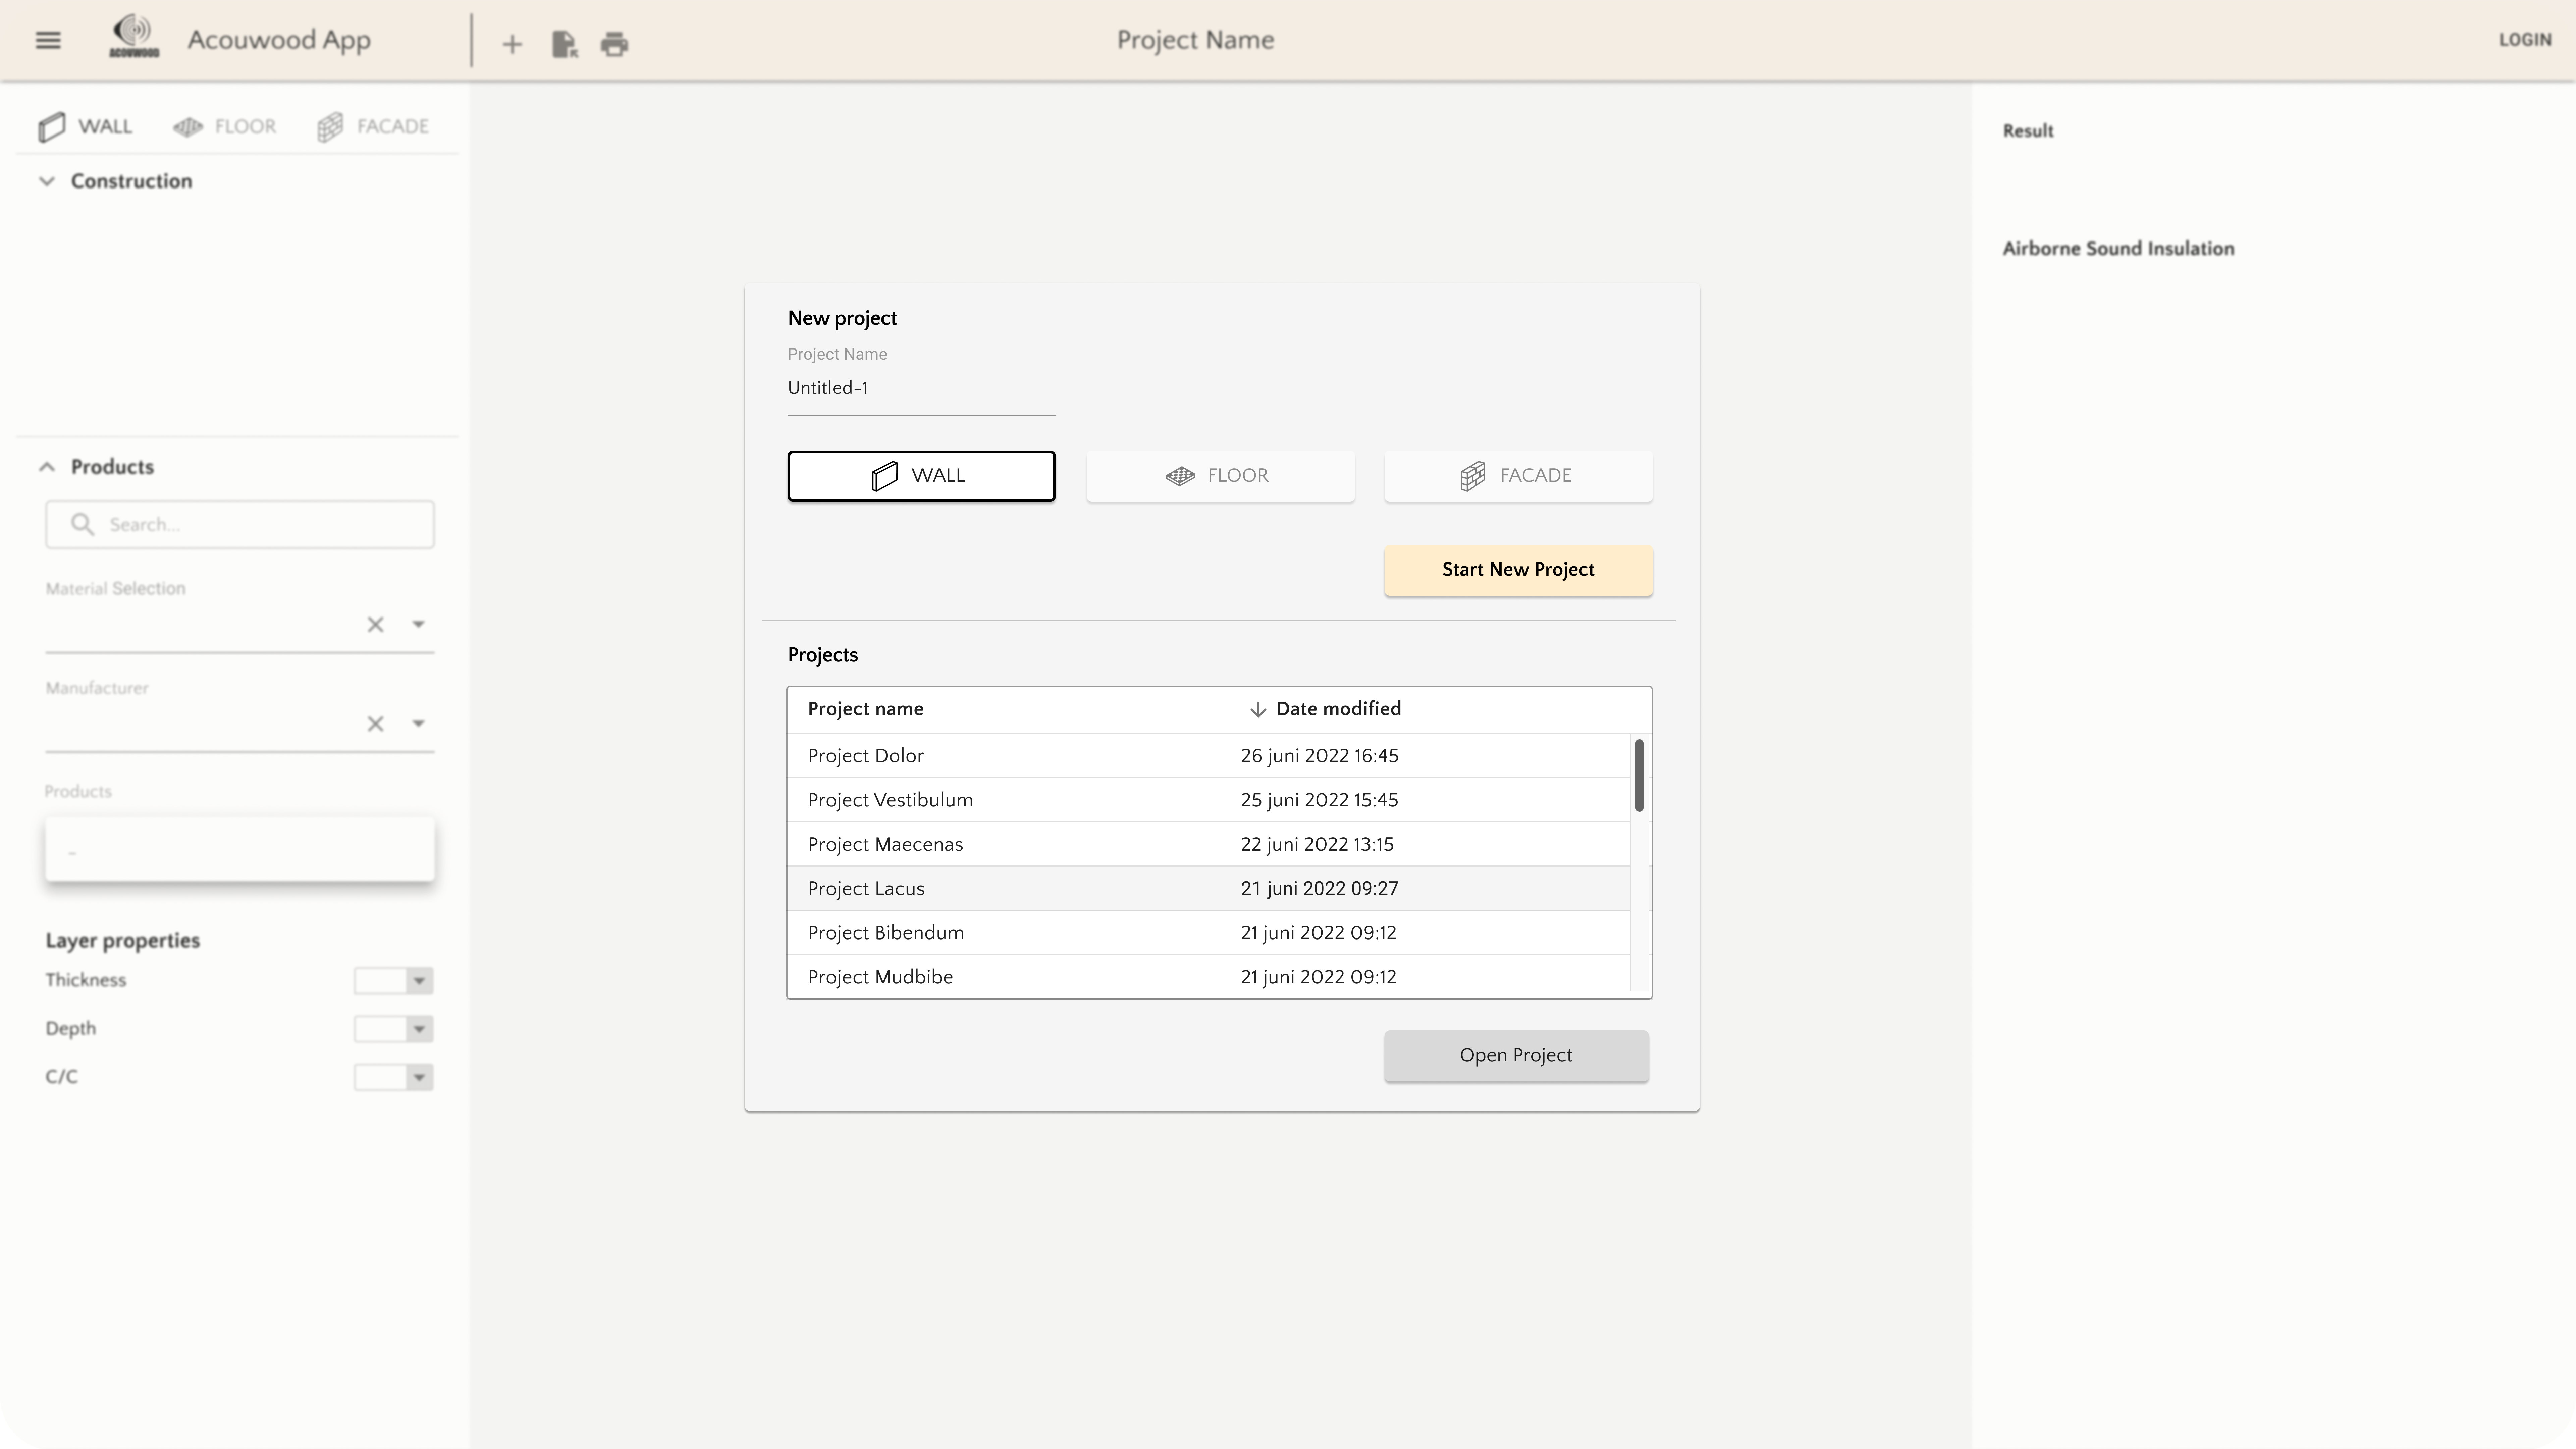 ACOUWOOD
Acouwood App
Project Name
LOGIN
WALL
FLOOR
FACADE
Construction
Products
Search...
Material Selection
Manufacturer
Products
-
Layer properties
Thickness
Depth
C/C
New project
Project Name
Untitled-1
WALL
FLOOR
FACADE
Start New Project
Projects
Project name
Date modified
Project Dolor
26 juni 2022 16:45
Project Vestibulum
25 juni 2022 15:45
Project Maecenas
22 juni 2022 13:15
Project Lacus
21 juni 2022 09:27
Project Bibendum
21 juni 2022 09:12
Project Mudbibe
21 juni 2022 09:12
Open Project
Result
Airborne Sound Insulation